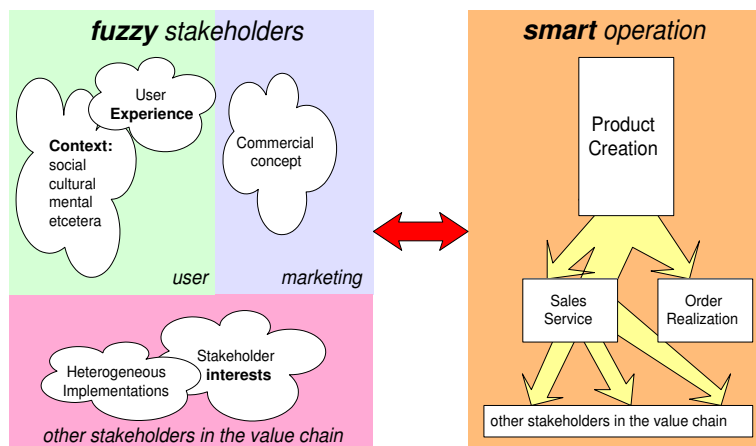 fuzzy stakeholders
User
Experience
Context:
social
cultural
mental
etcetera
Commercial
concept
user
marketing
Heterogeneous
Implementations
Stakeholder
interests
other stakeholders in the value chain
smart operation
Product
Creation
Sales
Service
Order
Realization
other stakeholders in the value chain